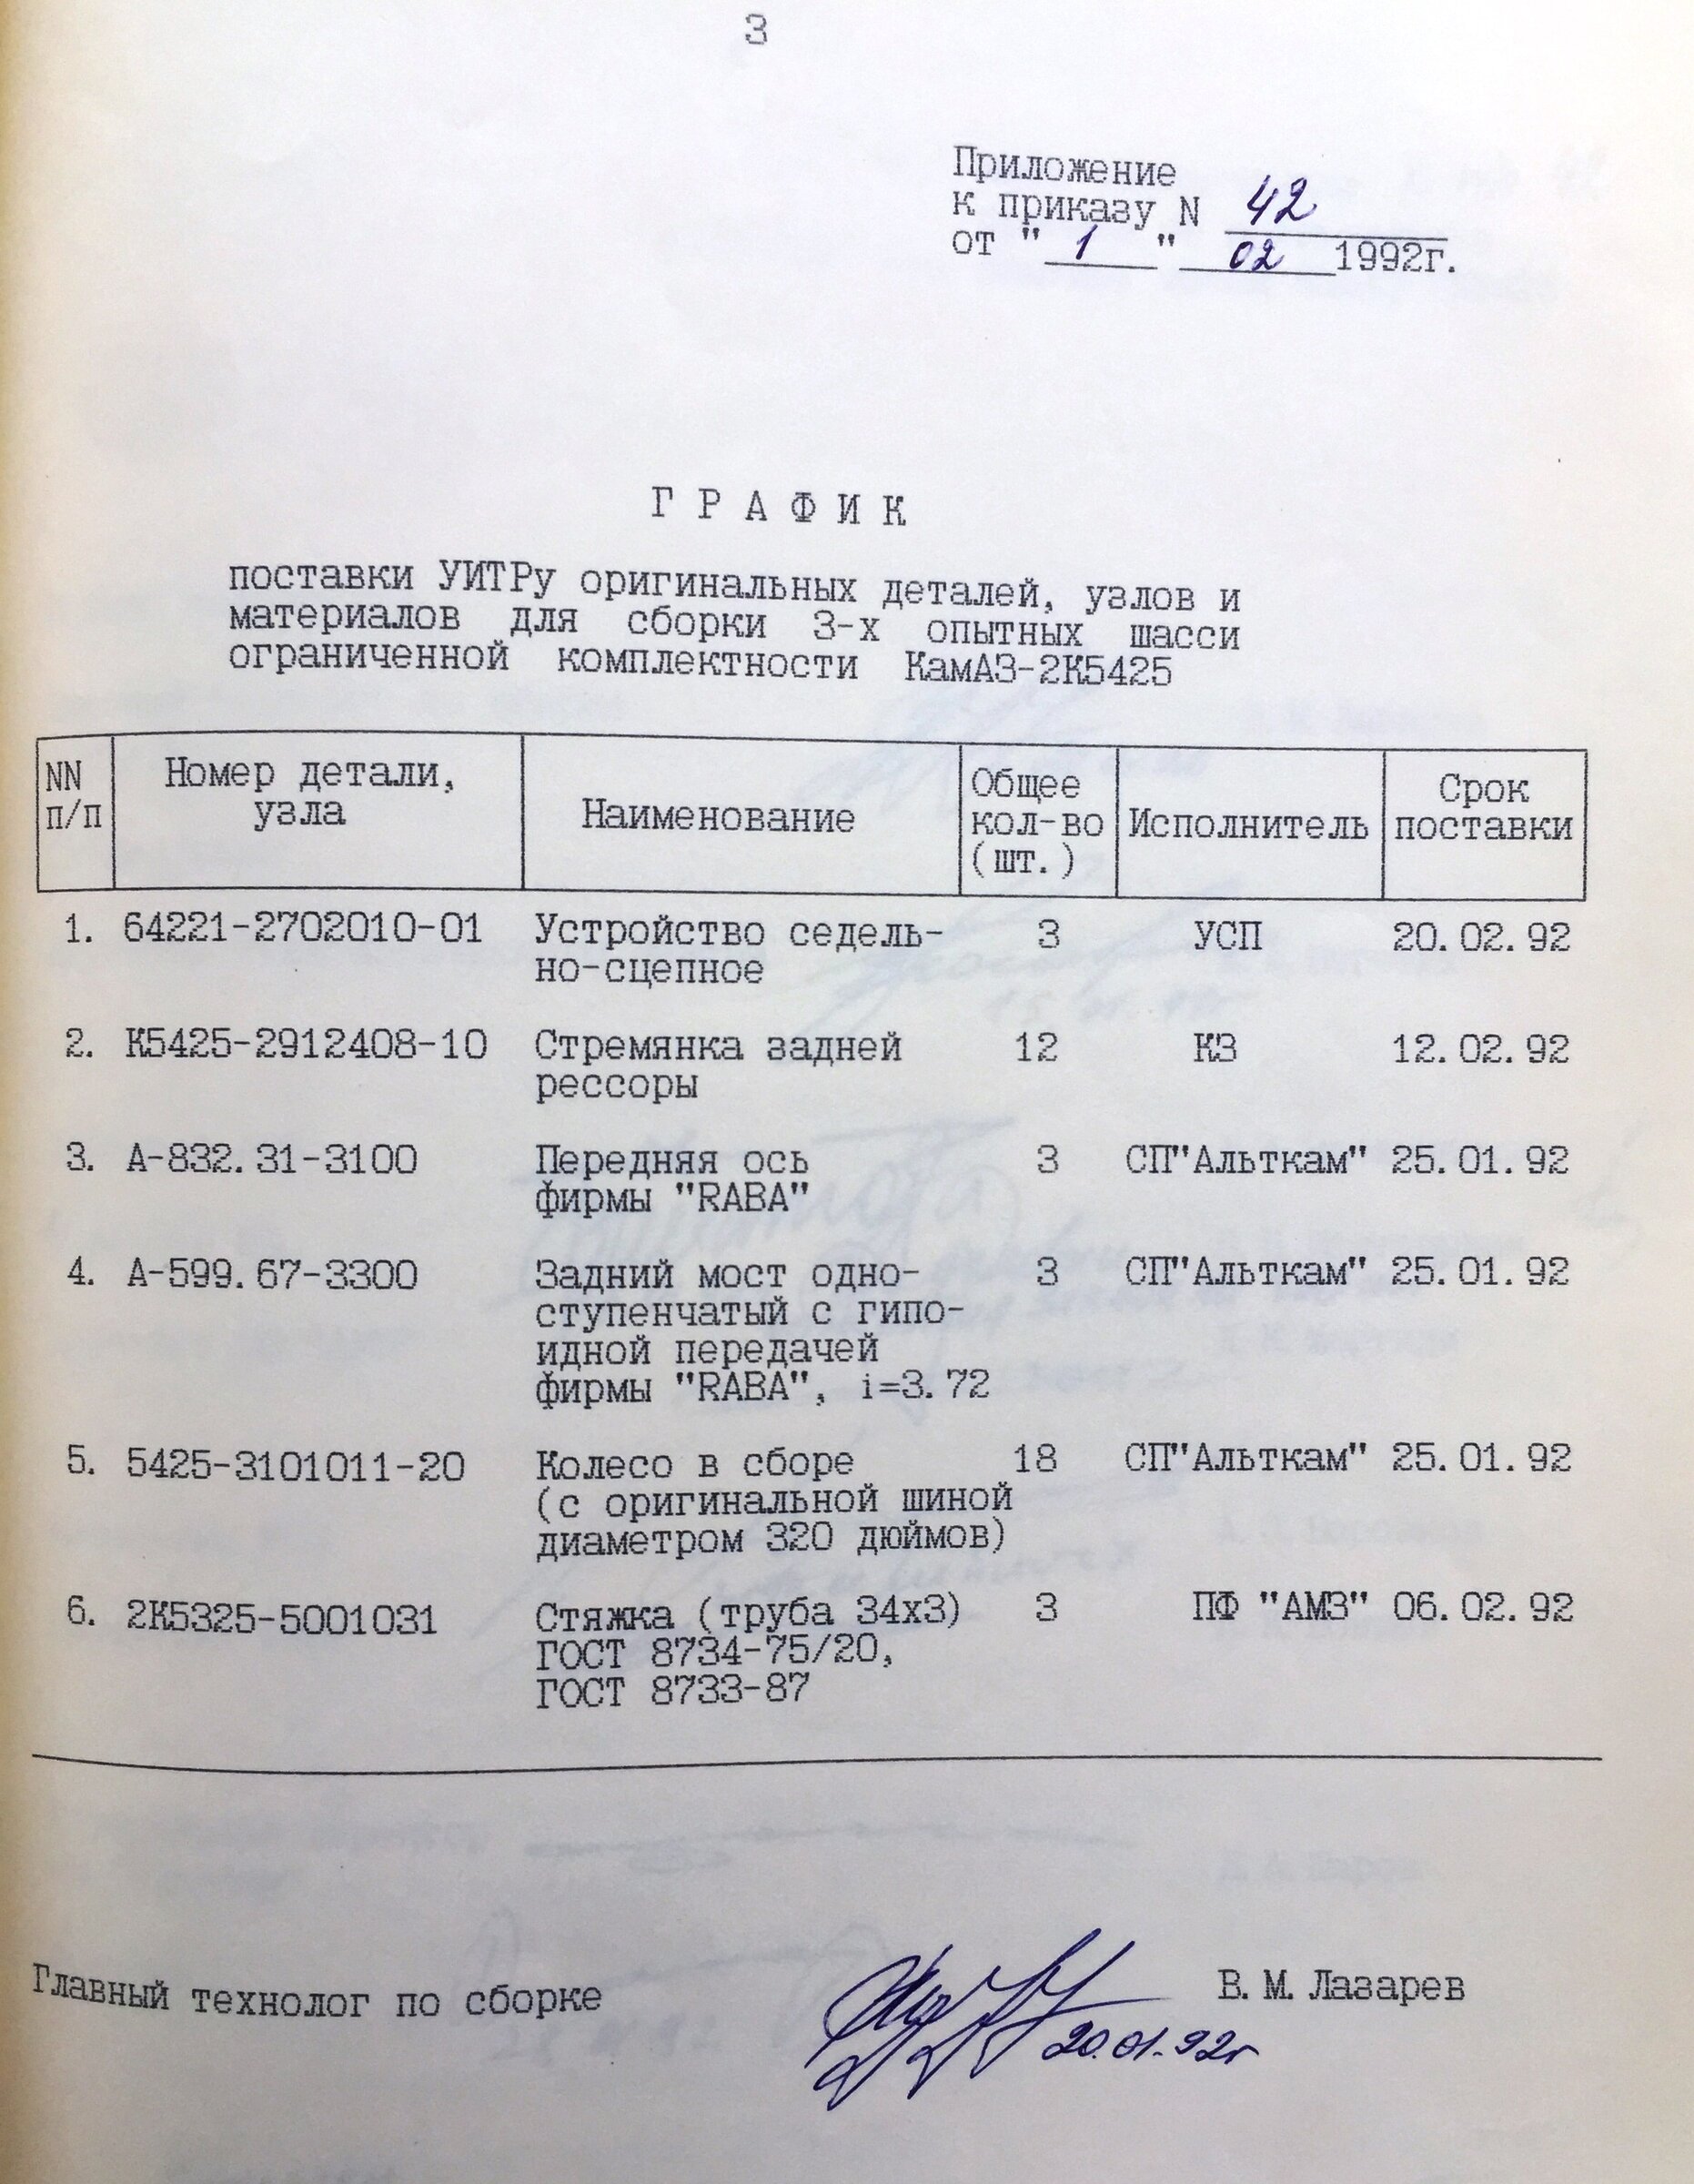 3
Приложение
к приказу N 42
от " 1 " 02 1992г.
Г Р А Ф И К
поставки УИТРу оригинальных деталей, узлов и
материалов для сборки 3-х опытных шасси
ограниченной комплектности КамАЗ-2К5425
NN п/п Номер детали, узла Наименование Общее кол-во (шт.) Исполнитель Срок поставки
1. 64221-2702010-01 Устройство седель- 3 УСП 20.02.92
но-сцепное
2. К5425-2912408-10 Стремянка задней 12 КЗ 12.02.92
рессоры
3. А-832.31-3100 Передняя ось 3 СП"Альткам" 25.01.92
фирмы "RABA"
4. А-599.67-3300 Задний мост одно- 3 СП"Альткам" 25.01.92
ступенчатый с гипо-
идной передачей
фирмы "RABA", i=3.72
5. 5425-3101011-20 Колесо в сборе 18 СП"Альткам" 25.01.92
(с оригинальной шиной
диаметром 320 дюймов)
6. 2К5325-5001031 Стяжка (труба 34х3) 3 ПФ "АМЗ" 06.02.92
ГОСТ 8734-75/20,
ГОСТ 8733-87
Главный технолог по сборке В.М.Лазарев
20.01.92г